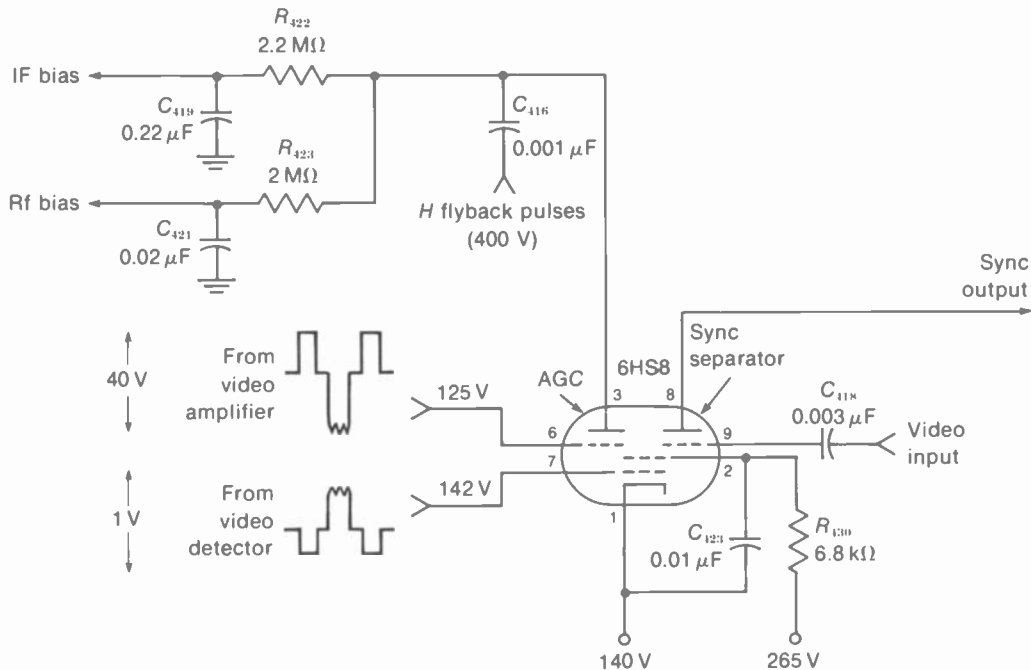 R₄₂₂
2.2 MΩ
IF bias
C₄₁₉
0.22 μF
C₄₁₆
0.001 μF
R₄₂₃
2 MΩ
Rf bias
H flyback pulses
(400 V)
C₄₂₁
0.02 μF
Sync
output
Sync
separator
6HS8
AGC
3
8
40 V
From
video
amplifier
125 V
6
9
C₄₁₈
0.003 μF
Video
input
7
2
1 V
From
video
detector
142 V
1
C₄₂₃
0.01 μF
R₄₃₀
6.8 kΩ
140 V
265 V